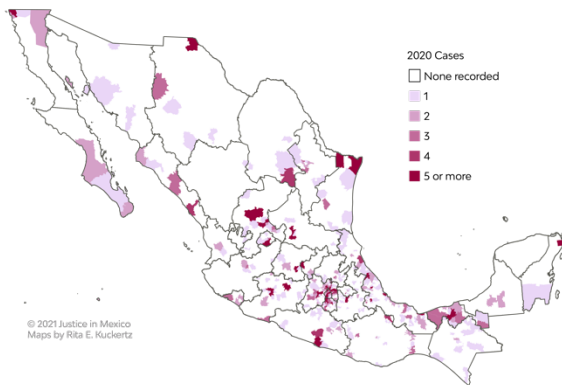 2020 Cases
None recorded
1
2
3
4
5 or more
© 2021 Justice in Mexico
Maps by Rita E. Kuckertz